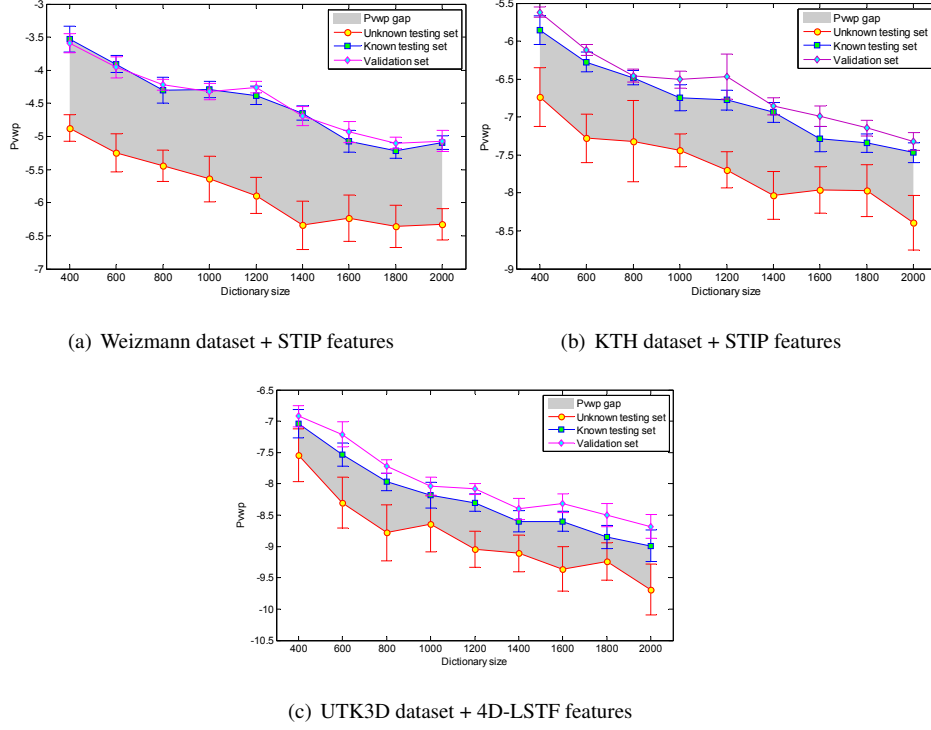 -3
-3.5
-4
-4.5
-5
-5.5
-6
-6.5
-7
Pvwp
400 600 800 1000 1200 1400 1600 1800 2000
Dictionary size
Pvwp gap
Unknown testing set
Known testing set
Validation set
(a) Weizmann dataset + STIP features
-5.5
-6
-6.5
-7
-7.5
-8
-8.5
-9
Pvwp
400 600 800 1000 1200 1400 1600 1800 2000
Dictionary size
Pvwp gap
Unknown testing set
Known testing set
Validation set
(b) KTH dataset + STIP features
-6.5
-7
-7.5
-8
-8.5
-9
-9.5
-10
-10.5
Pvwp
400 600 800 1000 1200 1400 1600 1800 2000
Dictionary size
Pvwp gap
Unknown testing set
Known testing set
Validation set
(c) UTK3D dataset + 4D-LSTF features